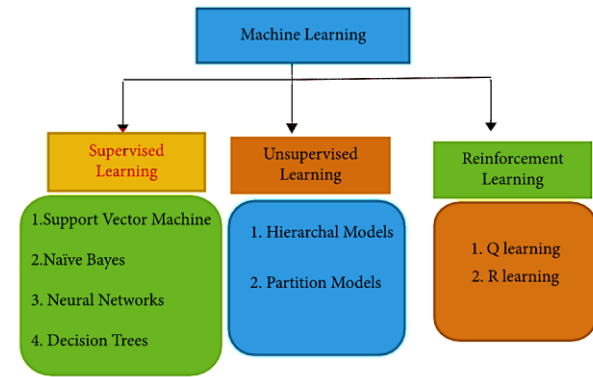 Machine Learning
Supervised
Learning
Unsupervised
Learning
Reinforcement
Learning
1.Support Vector Machine
2.Naïve Bayes
3. Neural Networks
4. Decision Trees
1. Hierarchal Models
2. Partition Models
1. Q learning
2. R learning